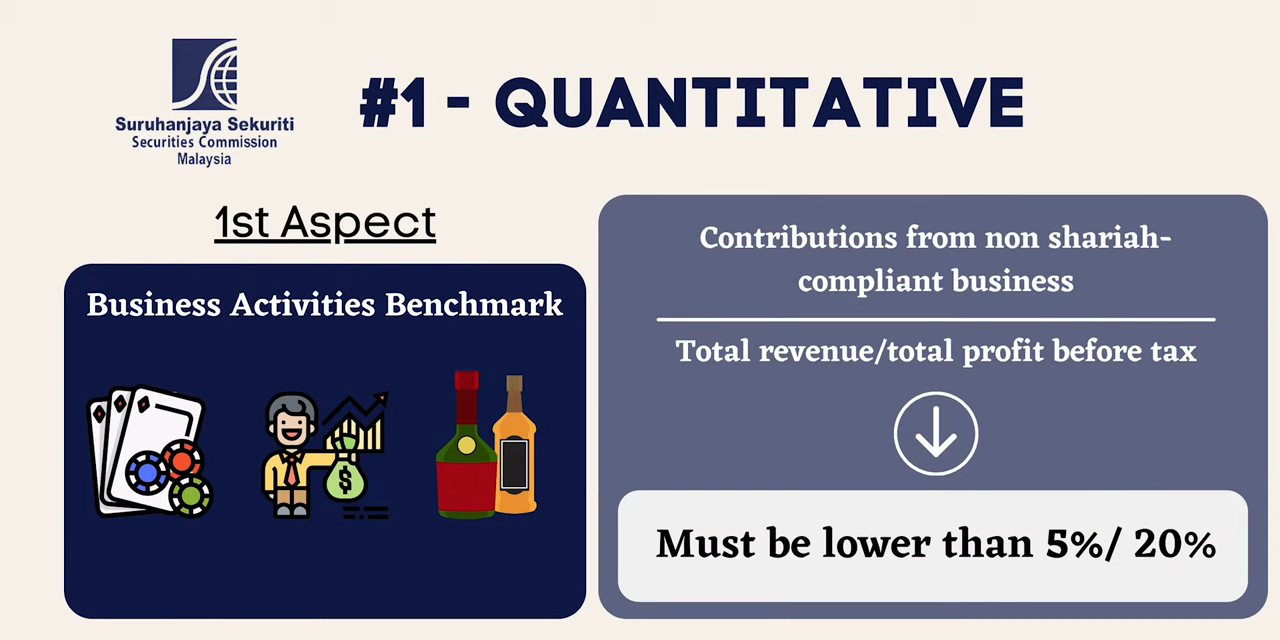 Suruhanjaya Sekuriti
Securities Commission
Malaysia
#1 - QUANTITATIVE
1st Aspect
Business Activities Benchmark
$
Contributions from non shariah-
compliant business
Total revenue/total profit before tax
Must be lower than 5%/ 20%